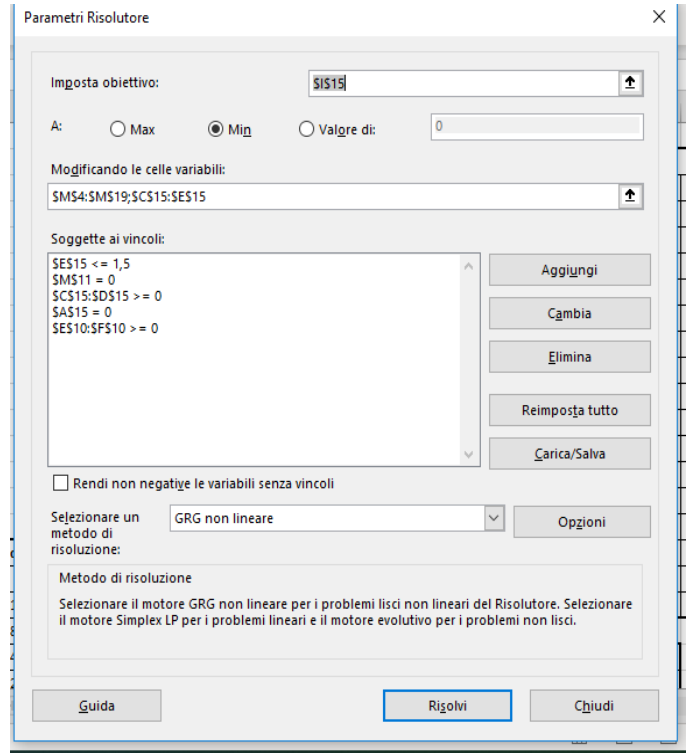 Parametri Risolutore
Imposta obiettivo:
$I$15
A:
Max
Min
Valore di:
0
Modificando le celle variabili:
$M$4:$M$19;$C$15:$E$15
Soggette ai vincoli:
$E$15 <= 1,5
$M$11 = 0
$C$15:$D$15 >= 0
$A$15 = 0
$E$10:$F$10 >= 0
Aggiungi
Cambia
Elimina
Reimposta tutto
Carica/Salva
Rendi non negative le variabili senza vincoli
Selezionare un
metodo di
risoluzione:
GRG non lineare
Opzioni
Metodo di risoluzione
Selezionare il motore GRG non lineare per i problemi lisci non lineari del Risolutore. Selezionare
il motore Simplex LP per i problemi lineari e il motore evolutivo per i problemi non lisci.
Guida
Risolvi
Chiudi